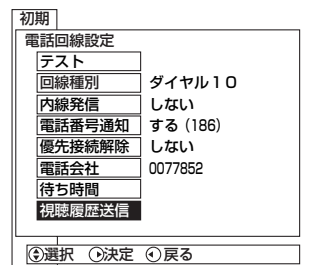 初期
電話回線設定
テスト
回線種別 ダイヤル10
内線発信 しない
電話番号通知 する (186)
優先接続解除 しない
電話会社 0077852
待ち時間
視聴履歴送信
選択 決定 戻る